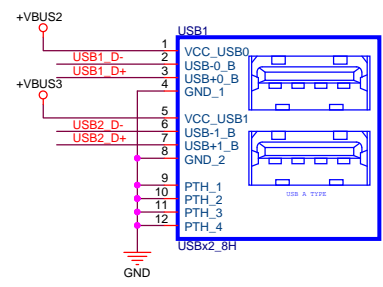 +VBUS2
USB1
1 VCC_USB0
USB1_D- 2 USB-0_B
USB1_D+ 3 USB+0_B
+VBUS3 4 GND_1
5 VCC_USB1
USB2_D- 6 USB-1_B
USB2_D+ 7 USB+1_B
8 GND_2
9 PTH_1
10 PTH_2
11 PTH_3
12 PTH_4
USB A TYPE
USBx2_8H
GND